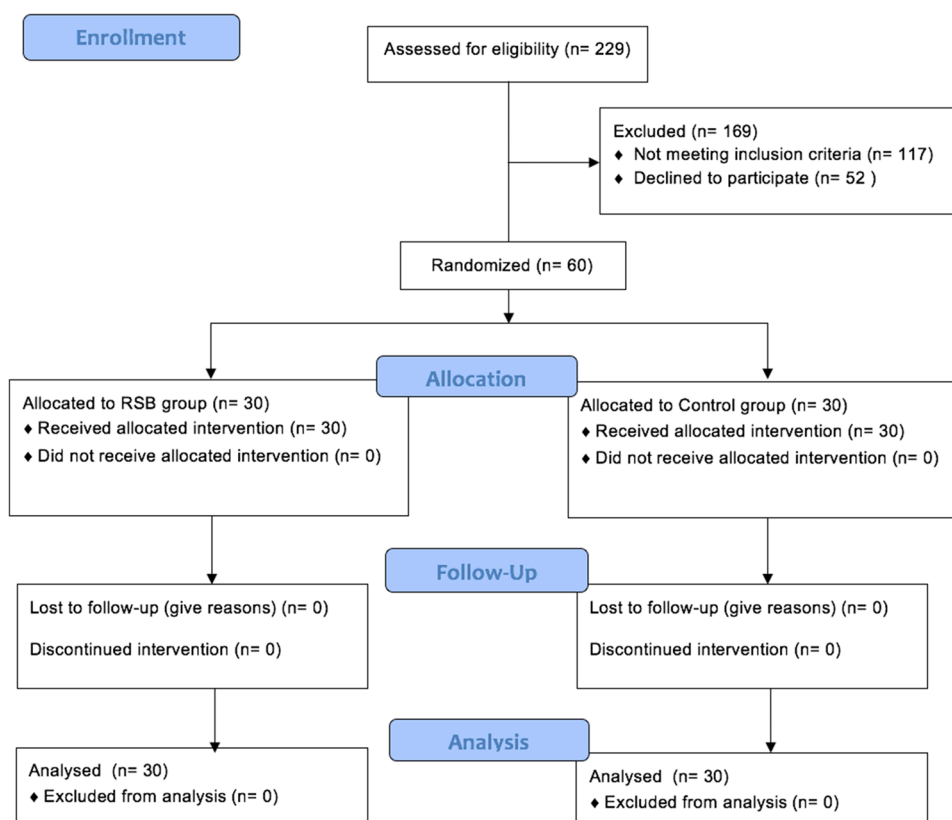 Enrollment
Assessed for eligibility (n= 229)
Excluded (n= 169)
♦ Not meeting inclusion criteria (n= 117)
♦ Declined to participate (n= 52 )
Randomized (n= 60)
Allocation
Allocated to RSB group (n= 30)
♦ Received allocated intervention (n= 30)
♦ Did not receive allocated intervention (n= 0)
Allocated to Control group (n= 30)
♦ Received allocated intervention (n= 30)
♦ Did not receive allocated intervention (n= 0)
Follow-Up
Lost to follow-up (give reasons) (n= 0)
Discontinued intervention (n= 0)
Lost to follow-up (give reasons) (n= 0)
Discontinued intervention (n= 0)
Analysis
Analysed (n= 30)
♦ Excluded from analysis (n= 0)
Analysed (n= 30)
♦ Excluded from analysis (n= 0)